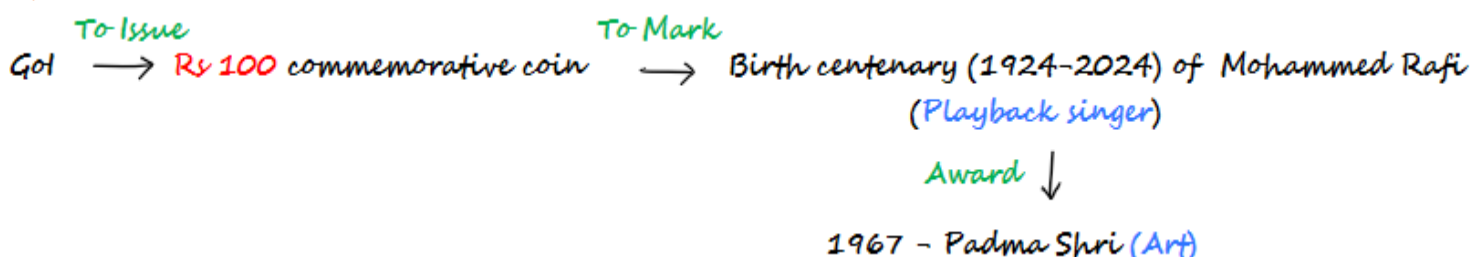 To Issue To Mark
GoI → Rs 100 commemorative coin → Birth centenary (1924-2024) of Mohammed Rafi
(Playback singer)
Award ↓
1967 - Padma Shri (Art)